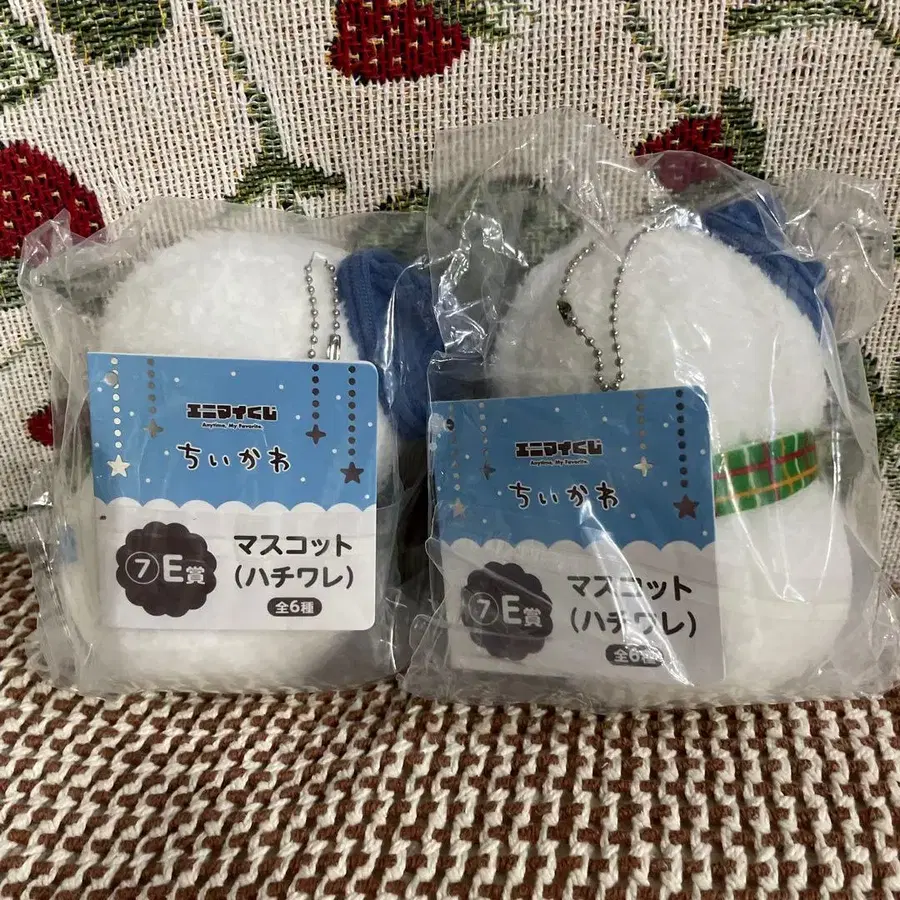 エニマイくじ
Anytime, My Favorite.
ちいかわ
⑦E賞
マスコット
(ハチワレ)
全6種
エニマイくじ
Anytime, My Favorite.
ちいかわ
⑦E賞
マスコット
(ハチワレ)
全6種